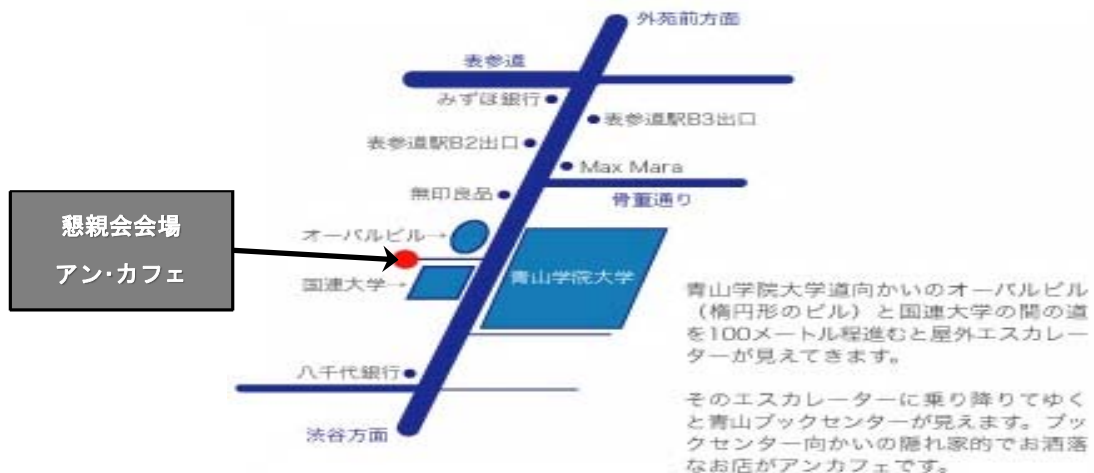 外苑前方面
表参道
みずほ銀行
表参道駅B3出口
表参道駅B2出口
Max Mara
無印良品
骨董通り
懇親会会場
アン・カフェ
オーバルビル→
青山学院大学
国連大学→
八千代銀行
渋谷方面
青山学院大学道向かいのオーバルビル
（楕円形のビル）と国連大学の間の道
を100メートル程進むと屋外エスカレー
ターが見えてきます。
そのエスカレーターに乗り降りてゆく
と青山ブックセンターが見えます。ブッ
クセンター向かいの隠れ家的でお洒落
なお店がアンカフェです。